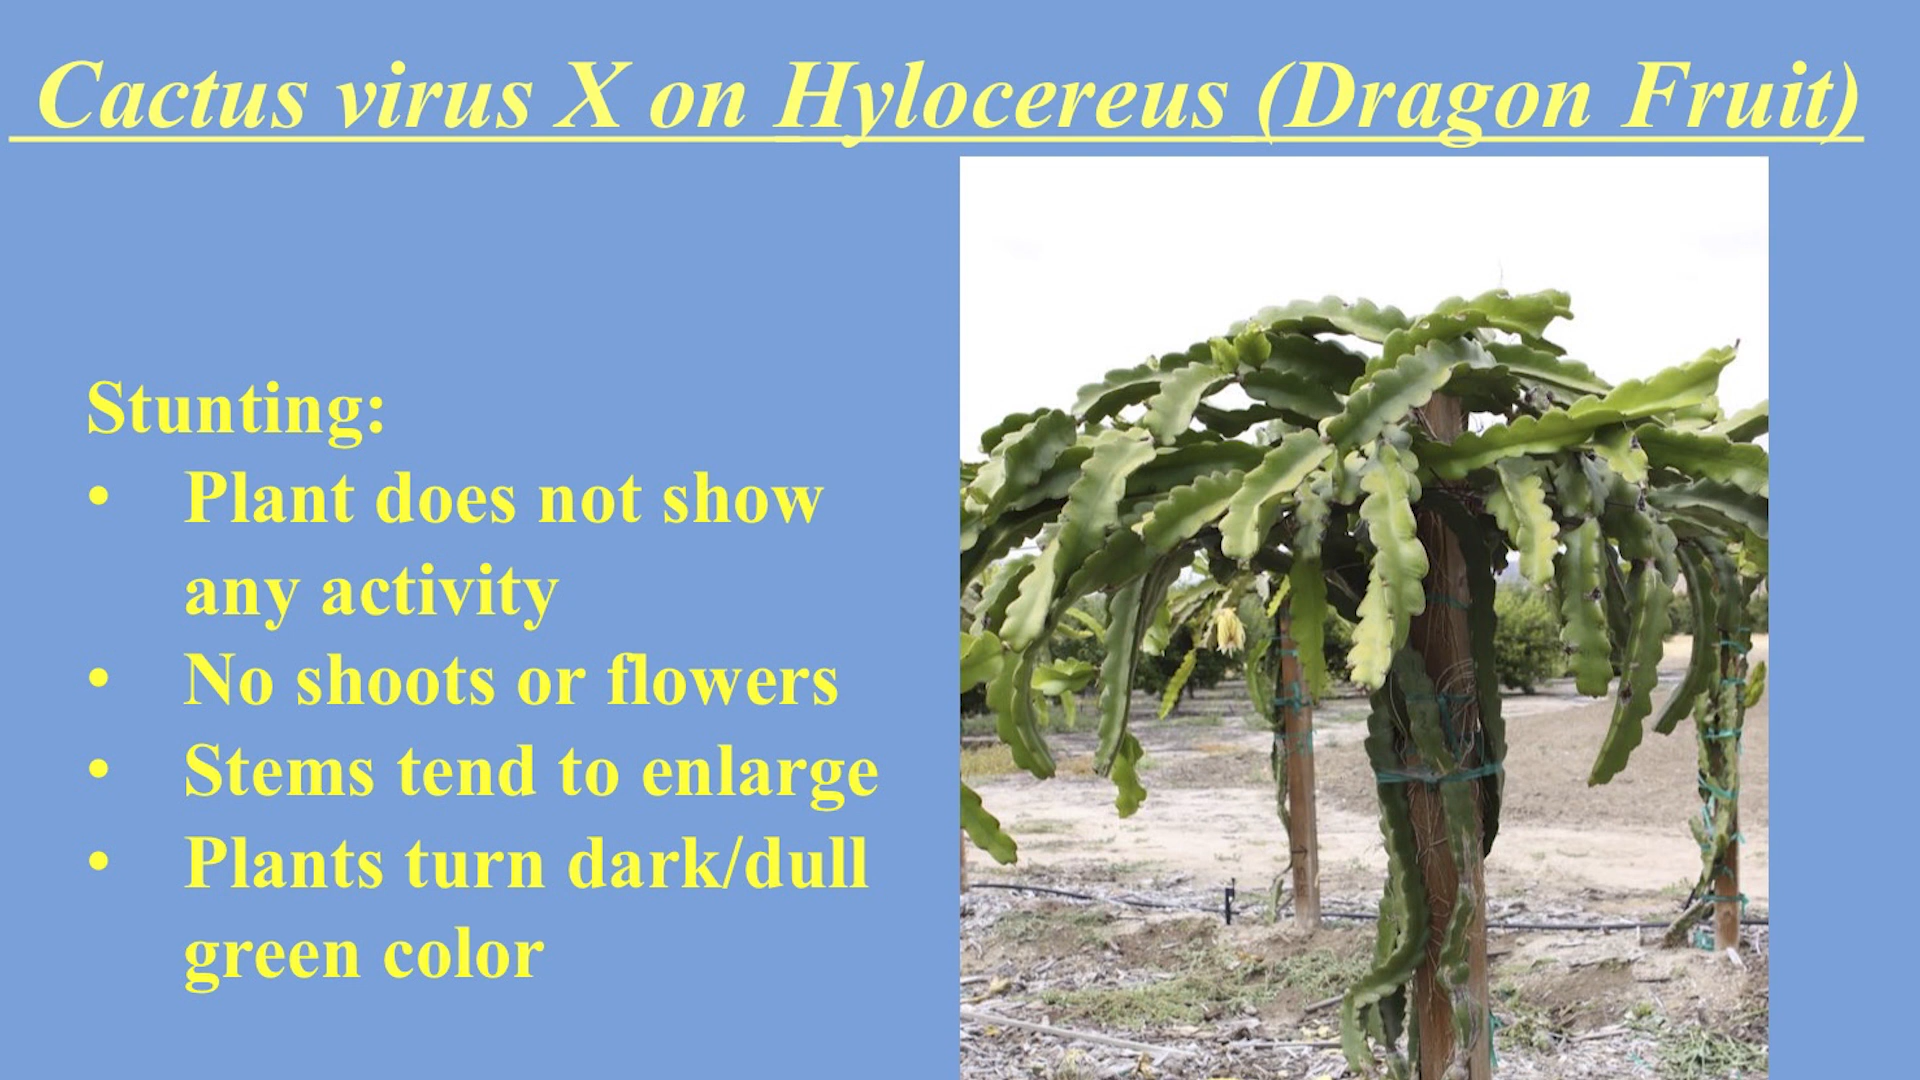 Cactus virus X on Hylocereus (Dragon Fruit)
Stunting:
• Plant does not show
any activity
• No shoots or flowers
• Stems tend to enlarge
• Plants turn dark/dull
green color